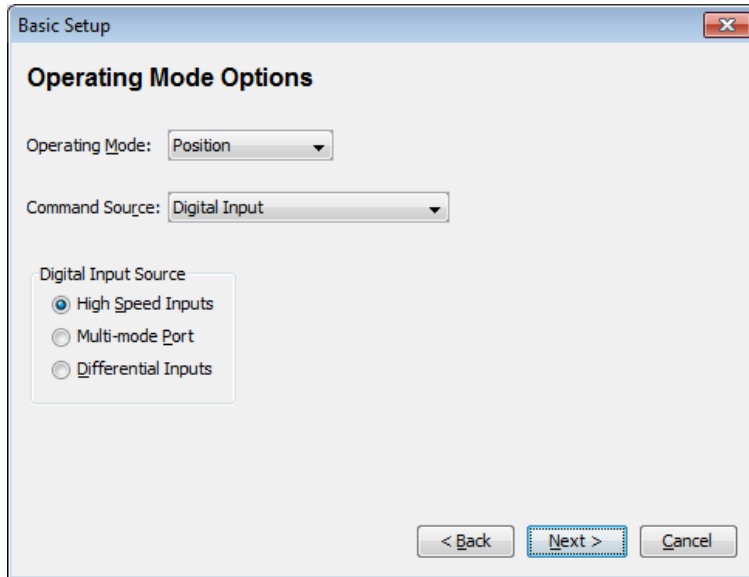 Basic Setup
Operating Mode Options
Operating Mode: Position
Command Source: Digital Input
Digital Input Source
High Speed Inputs
Multi-mode Port
Differential Inputs
< Back Next > Cancel